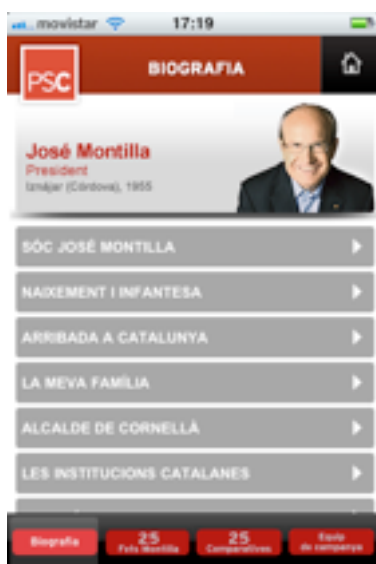 movistar 17:19
PSC
BIOGRAFIA
José Montilla
President
Iznájar (Córdova), 1955
SÓC JOSÉ MONTILLA
NAIXEMENT I INFANTESA
ARRIBADA A CATALUNYA
LA MEVA FAMÍLIA
ALCALDE DE CORNELLÀ
LES INSTITUCIONS CATALANES
Biografia
25
Fets Montilla
25
Comparatives
Equip
de campanya